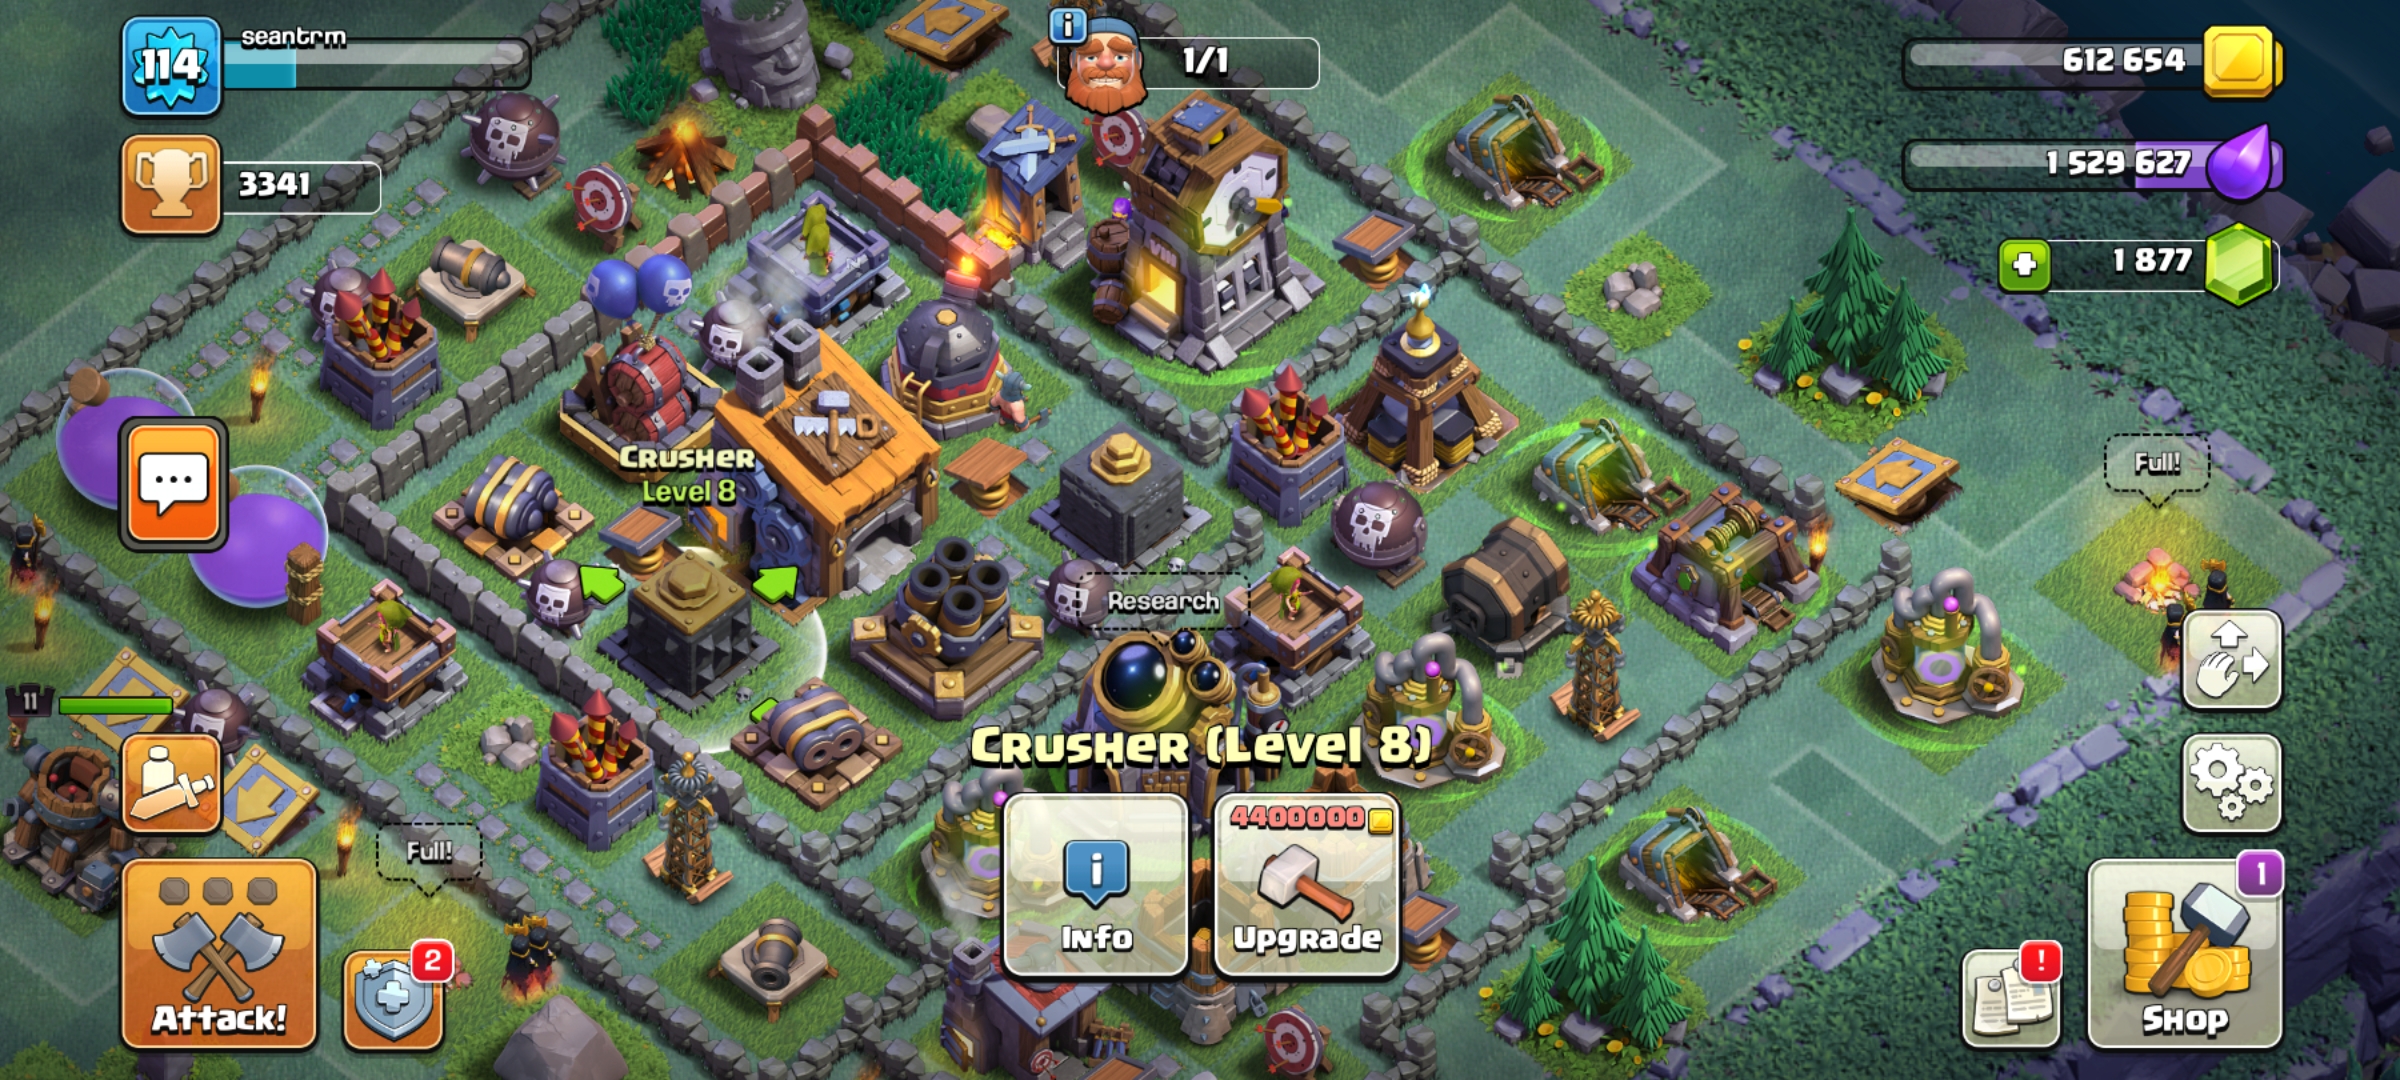 114
seantrm
1/1
612 654
3341
1 529 627
1 877
Crusher
Level 8
Full!
Research
11
Crusher (Level 8)
4400000
Info
Upgrade
Full!
2
Attack!
1
!
Shop